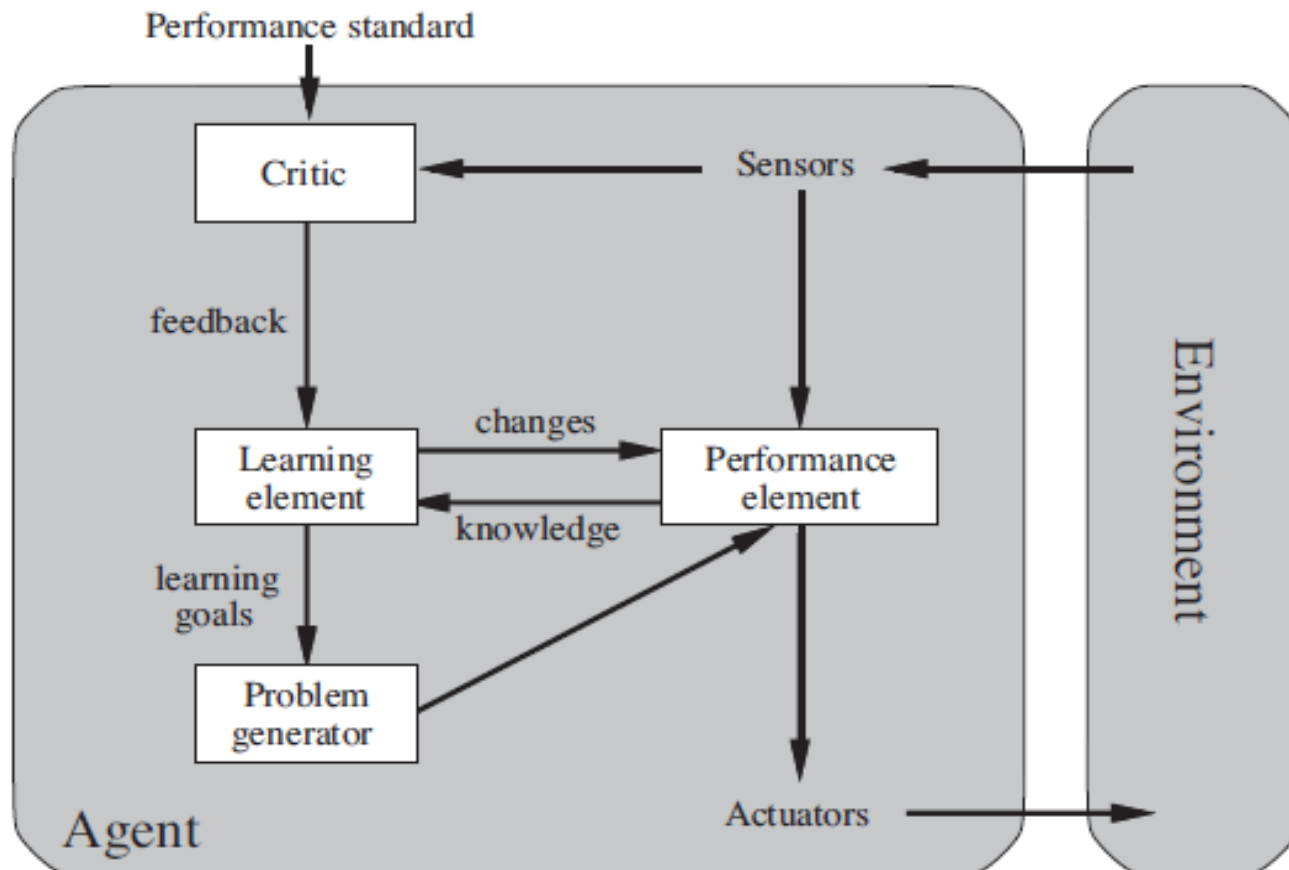 Performance standard
Critic
Sensors
feedback
changes
Learning
element
Performance
element
knowledge
learning
goals
Problem
generator
Agent
Actuators
Environment